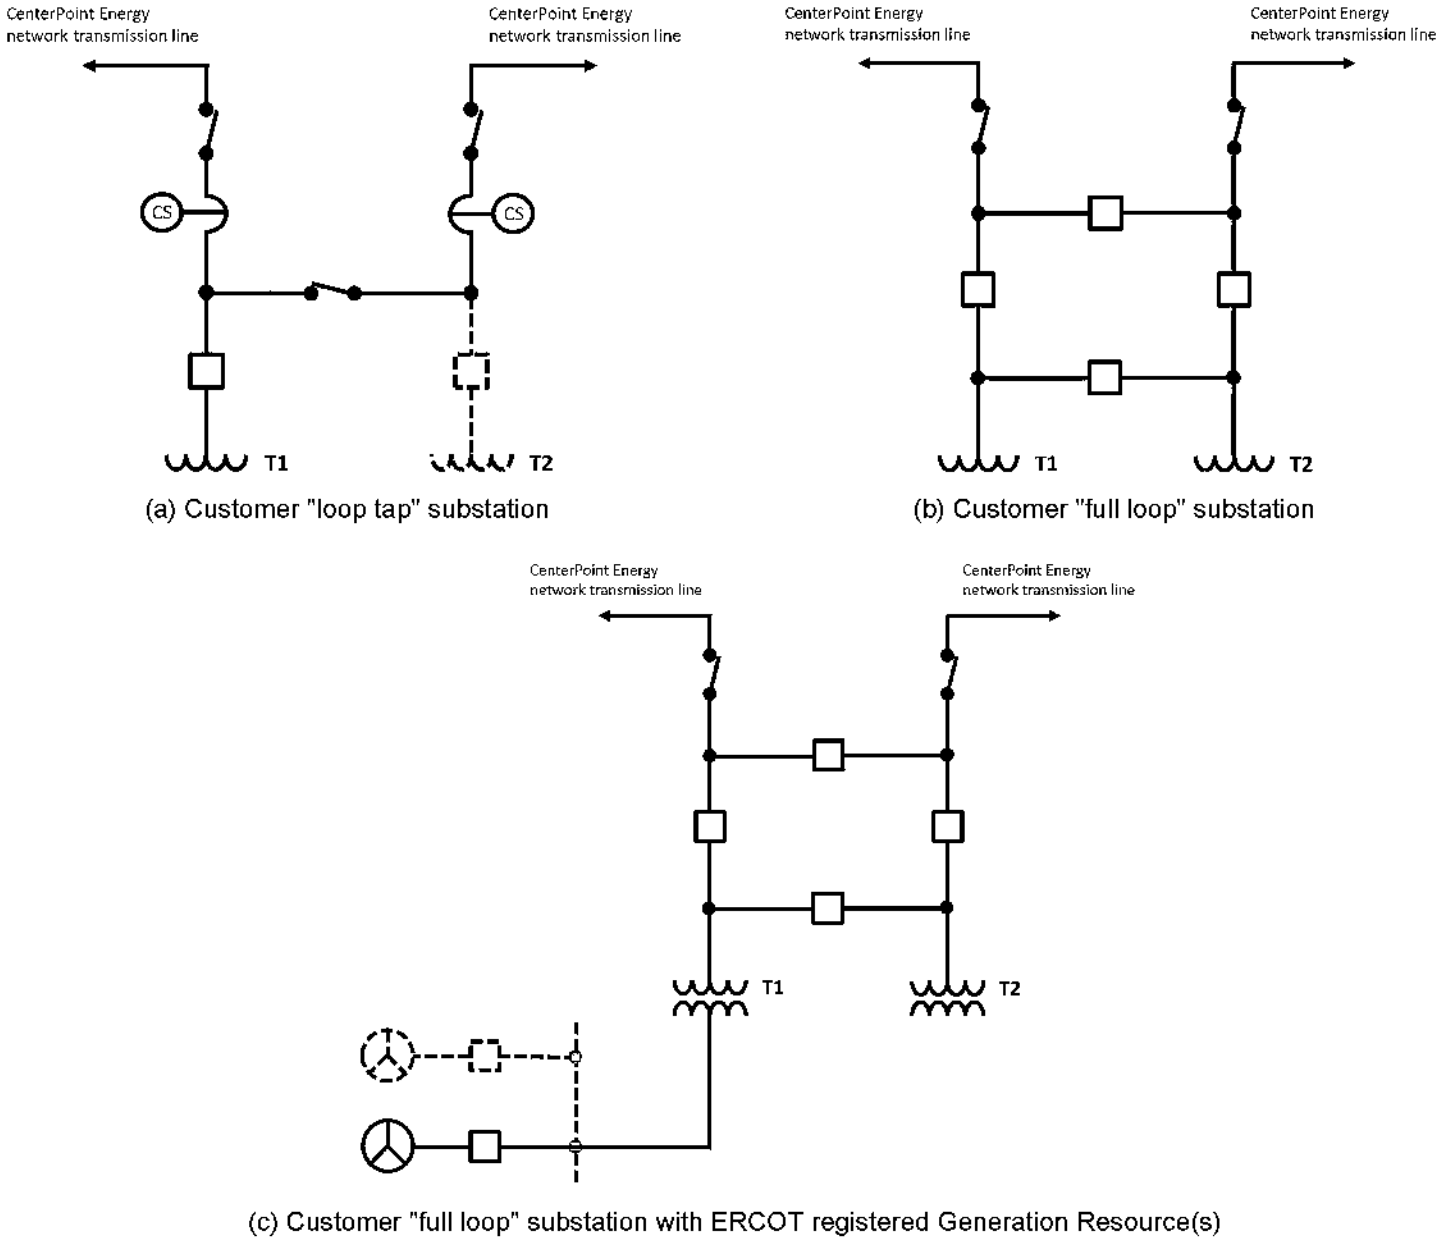 CenterPoint Energy
network transmission line
CenterPoint Energy
network transmission line
CS
CS
T1
T2
(a) Customer "loop tap" substation
CenterPoint Energy
network transmission line
CenterPoint Energy
network transmission line
T1
T2
(b) Customer "full loop" substation
CenterPoint Energy
network transmission line
CenterPoint Energy
network transmission line
T1
T2
(c) Customer "full loop" substation with ERCOT registered Generation Resource(s)